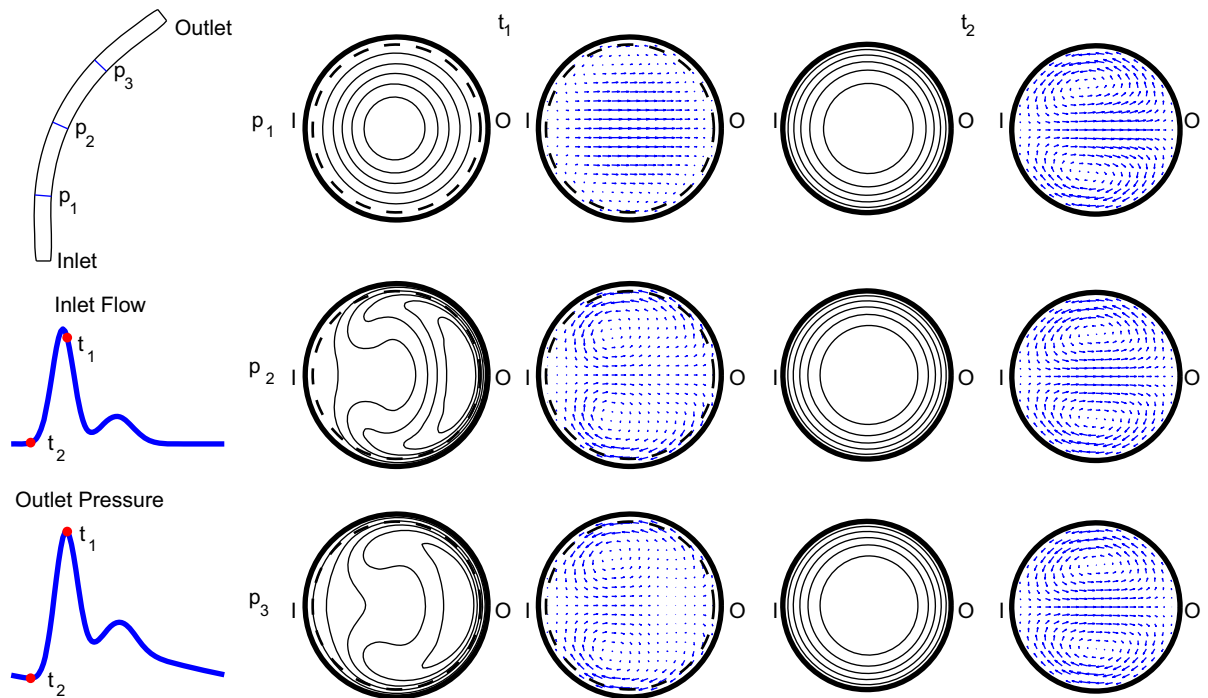 Outlet
p3
p2
p1
Inlet
t1
t2
p1 I O I O I O I O
Inlet Flow
t1
t2
p2 I O I O I O I O
Outlet Pressure
t1
t2
p3 I O I O I O I O